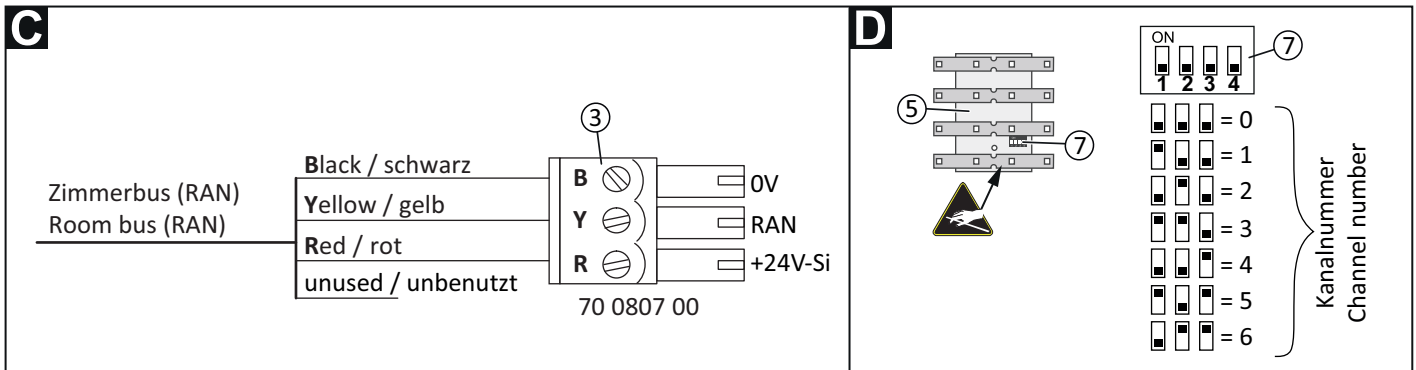 C
Zimmerbus (RAN)
Room bus (RAN)
Black / schwarz
Yellow / gelb
Red / rot
unused / unbenutzt
3
B
Y
R
0V
RAN
+24V-Si
70 0807 00
D
5
7
ON
1 2 3 4
7
= 0
= 1
= 2
= 3
= 4
= 5
= 6
Kanalnummer
Channel number